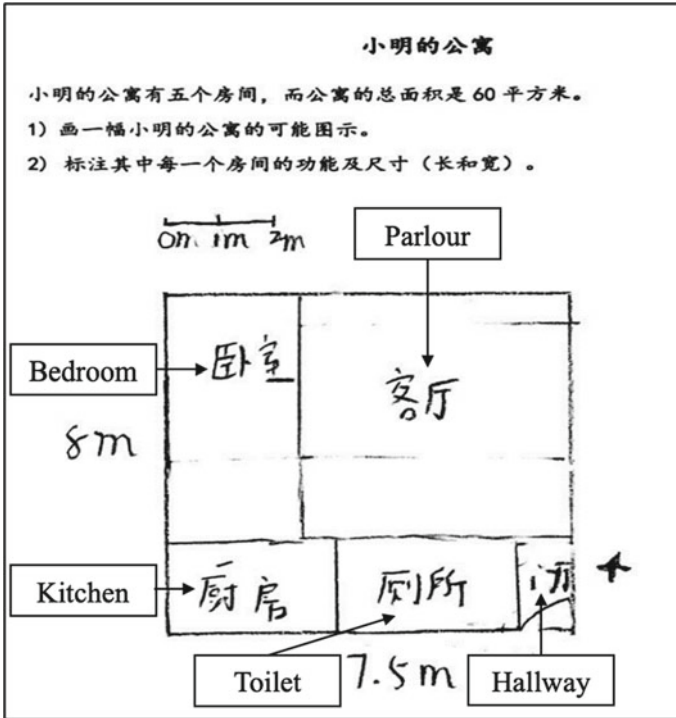 小明的公寓
小明的公寓有五个房间，而公寓的总面积是 60 平方米。
1) 画一幅小明的公寓的可能图示。
2) 标注其中每一个房间的功能及尺寸（长和宽）。
0m 1m 2m
Parlour
Bedroom
卧室
客厅
8m
Kitchen
厨房
厕所
门
Toilet
7.5m
Hallway